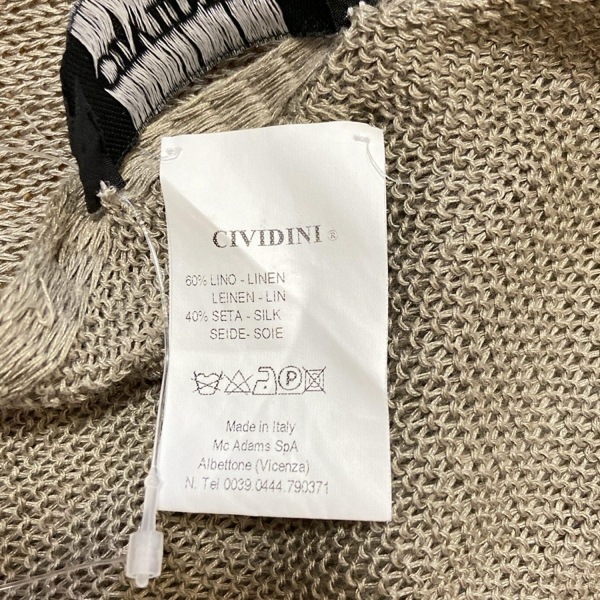 CIVIDINI ®
60% LINO - LINEN
LEINEN - LIN
40% SETA - SILK
SEIDE- SOIE
P
Made in Italy
Mc Adams SpA
Albettone (Vicenza)
N. Tel 0039.0444.790371